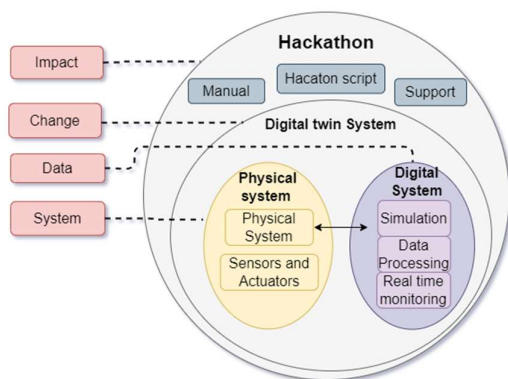 Hackathon
Impact
Manual
Hacaton script
Support
Change
Digital twin System
Data
System
Physical
system
Physical
System
Sensors and
Actuators
Digital
System
Simulation
Data
Processing
Real time
monitoring